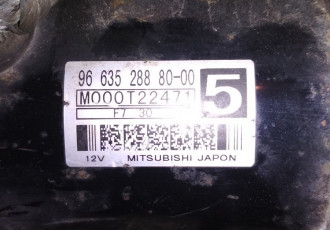 96 635 288 80-00
5
M000T22471
F7 30
12V MITSUBISHI JAPON